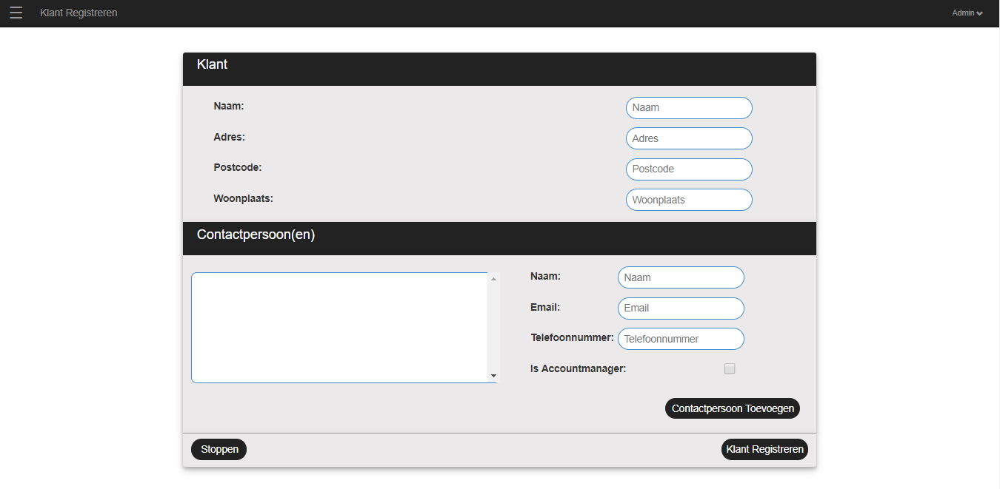 Klant Registreren
Admin
Klant
Naam: Naam
Adres: Adres
Postcode: Postcode
Woonplaats: Woonplaats
Contactpersoon(en)
Naam: Naam
Email: Email
Telefoonnummer: Telefoonnummer
Is Accountmanager:
Contactpersoon Toevoegen
Stoppen
Klant Registreren